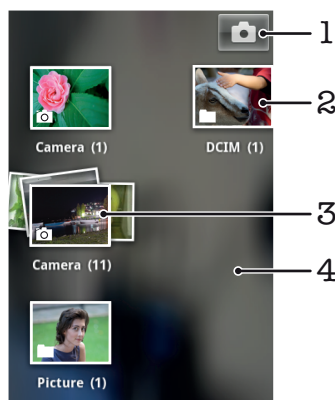 1
2
Camera (1)
DCIM (1)
3
Camera (11)
4
Picture (1)